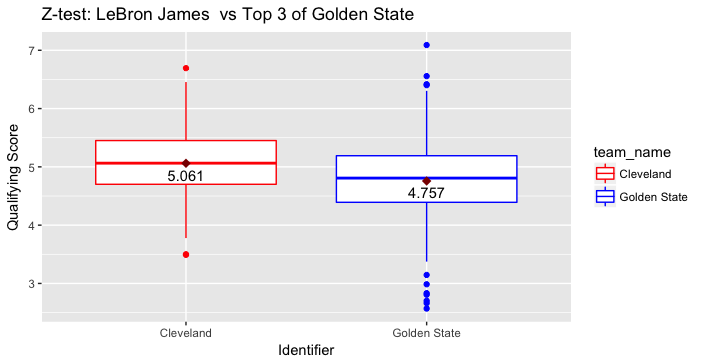 Z-test: LeBron James  vs Top 3 of Golden State
7
6
5
4
3
Qualifying Score
5.061
4.757
Cleveland
Golden State
Identifier
team_name
Cleveland
Golden State